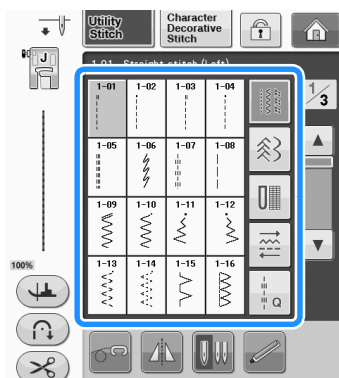 Utility
Stitch
Character
Decorative
Stitch
J
1-01 Straight stitch (Left)
1/3
1-01 1-02 1-03 1-04
1-05 1-06 1-07 1-08
1-09 1-10 1-11 1-12
1-13 1-14 1-15 1-16
100%
Q